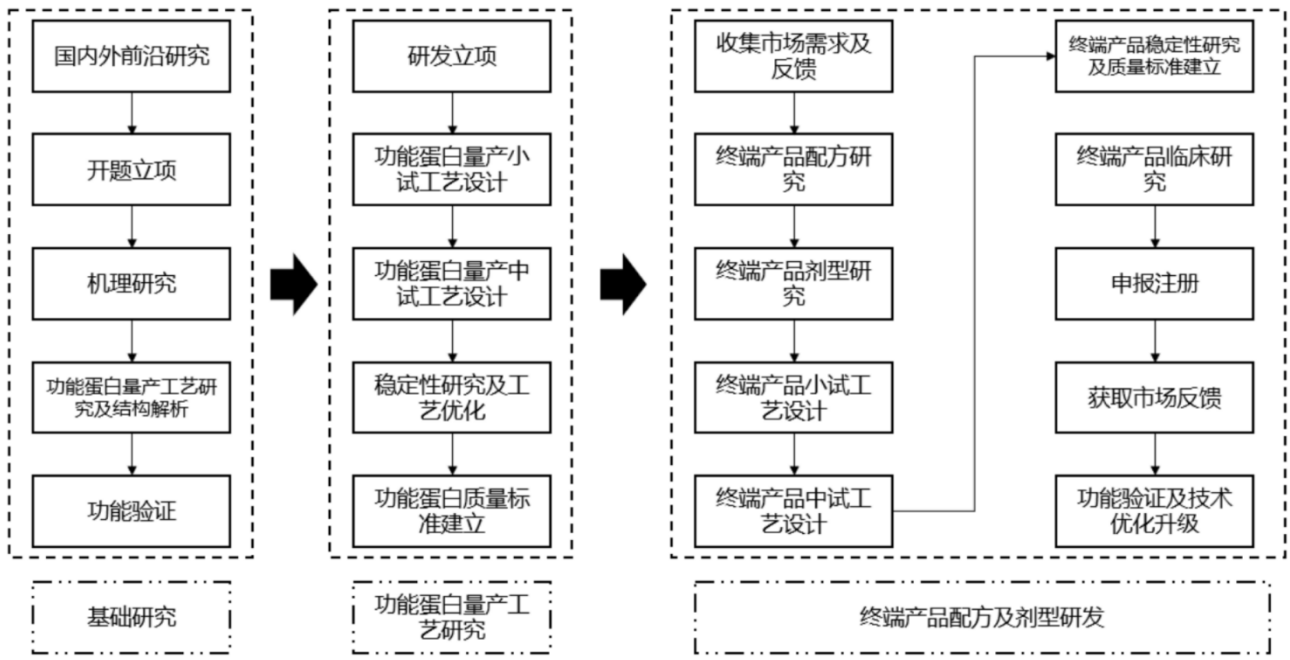 国内外前沿研究
开题立项
机理研究
功能蛋白量产工艺研
究及结构解析
功能验证
基础研究
研发立项
功能蛋白量产小
试工艺设计
功能蛋白量产中
试工艺设计
稳定性研究及工
艺优化
功能蛋白质量标
准建立
功能蛋白量产工
艺研究
收集市场需求及
反馈
终端产品配方研
究
终端产品剂型研
究
终端产品小试工
艺设计
终端产品中试工
艺设计
终端产品稳定性研究
及质量标准建立
终端产品临床研
究
申报注册
获取市场反馈
功能验证及技术
优化升级
终端产品配方及剂型研发